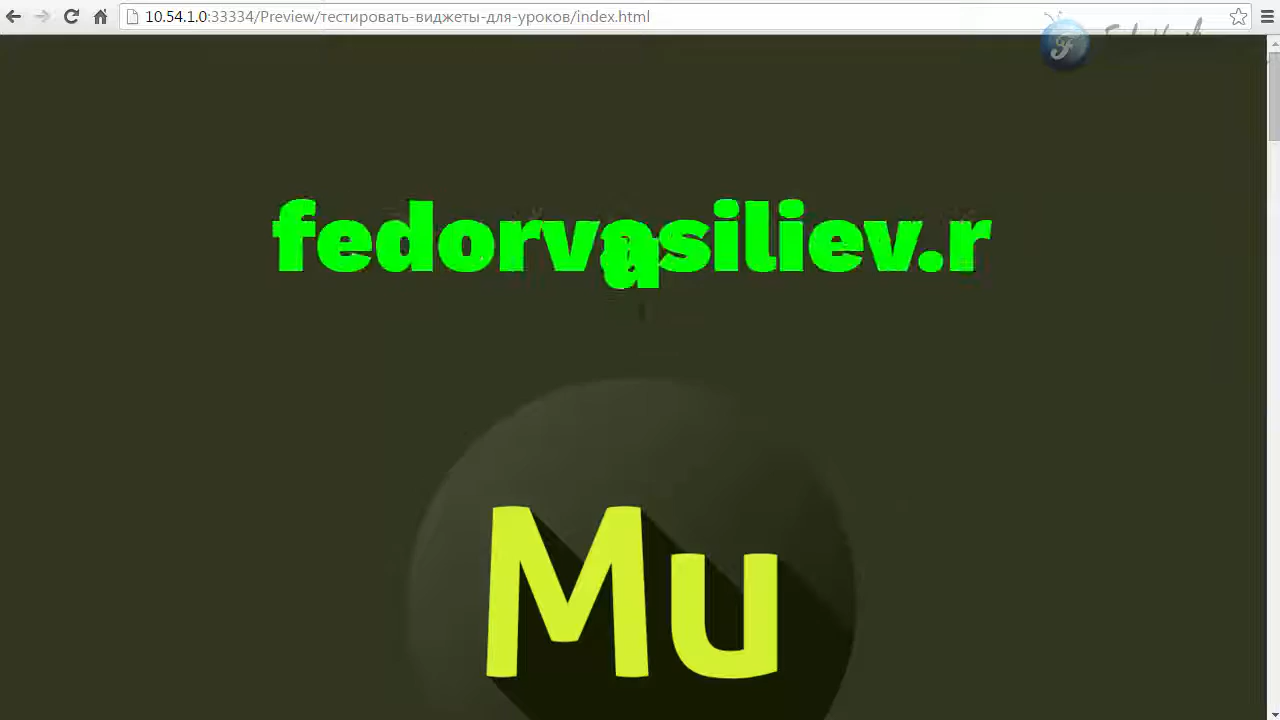 10.54.1.0:33334/Preview/тестировать-виджеты-для-уроков/index.html
fedorvasiliev.r
u
Mu